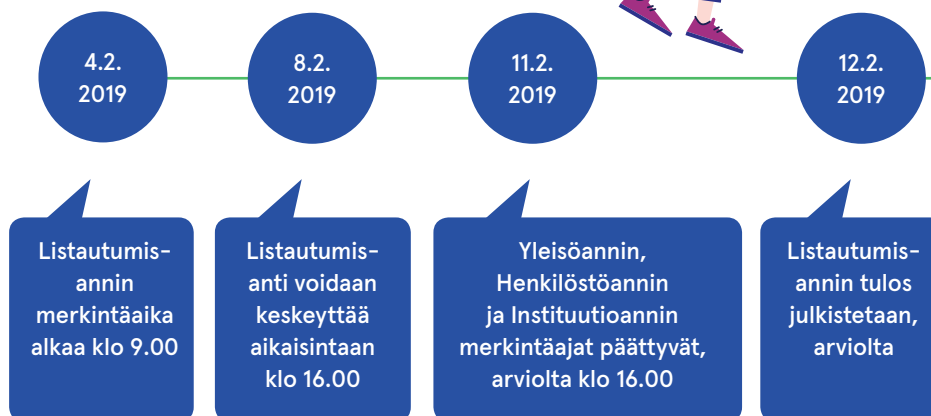 4.2.
2019
8.2.
2019
11.2.
2019
12.2.
2019
Listautumis-
annin
merkintäaika
alkaa klo 9.00
Listautumis-
anti voidaan
keskeyttää
aikaisintaan
klo 16.00
Yleisöannin,
Henkilöstöannin
ja Instituutioannin
merkintäajat päättyvät,
arviolta klo 16.00
Listautumis-
annin tulos
julkistetaan,
arviolta